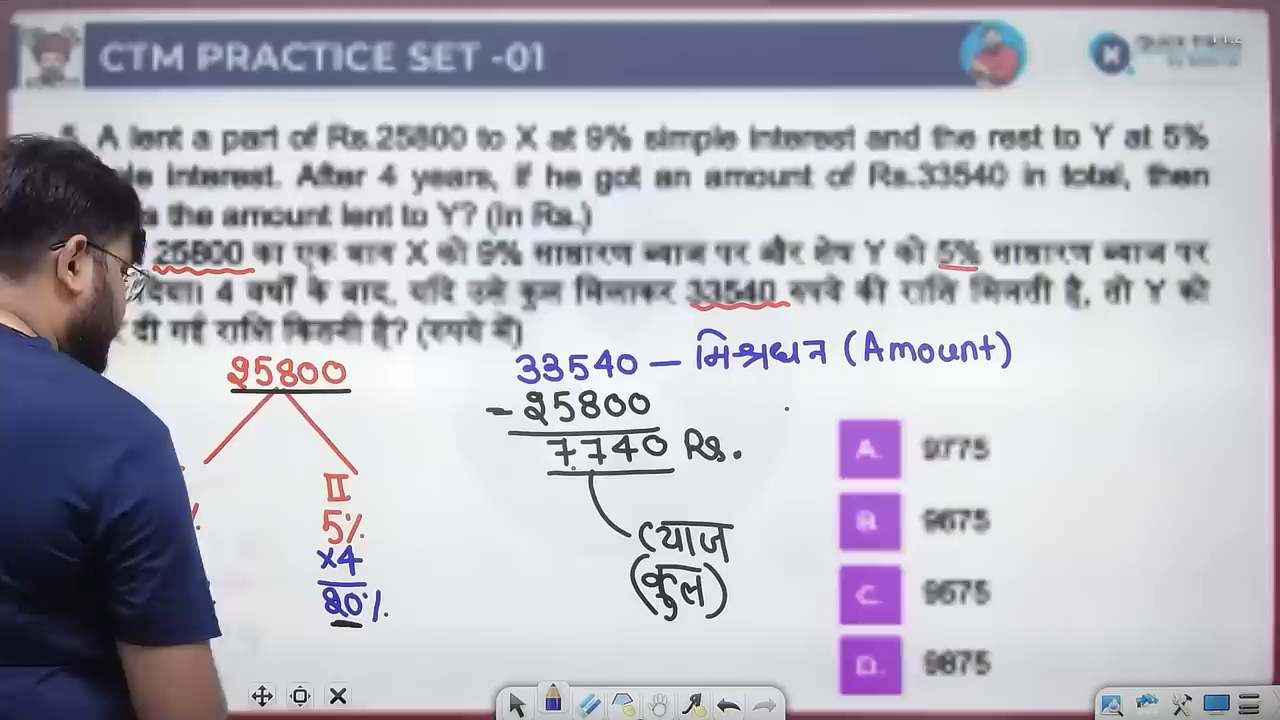 CTM PRACTICE SET -01
A lent a part of Rs.25800 to X at 9% simple interest and the rest to Y at 5%
interest. After 4 years, if he got an amount of Rs.33540 in total, then
the amount lent to Y? (In Rs.)
25800 का एक भाग X को 9% साधारण ब्याज पर और शेष Y को 5% साधारण ब्याज पर
दिया। 4 वर्षों के बाद, यदि उसे कुल मिलाकर 33540 रुपये की राशि मिलती है, तो Y को
दी गई राशि कितनी है? (रुपये में)
25800
33540 – मिश्रधन (Amount)
- 25800
7740 Rs.
ब्याज
(कुल)
II
5%
×4
20%
A. 9775
B. 9675
C. 9575
D. 9875